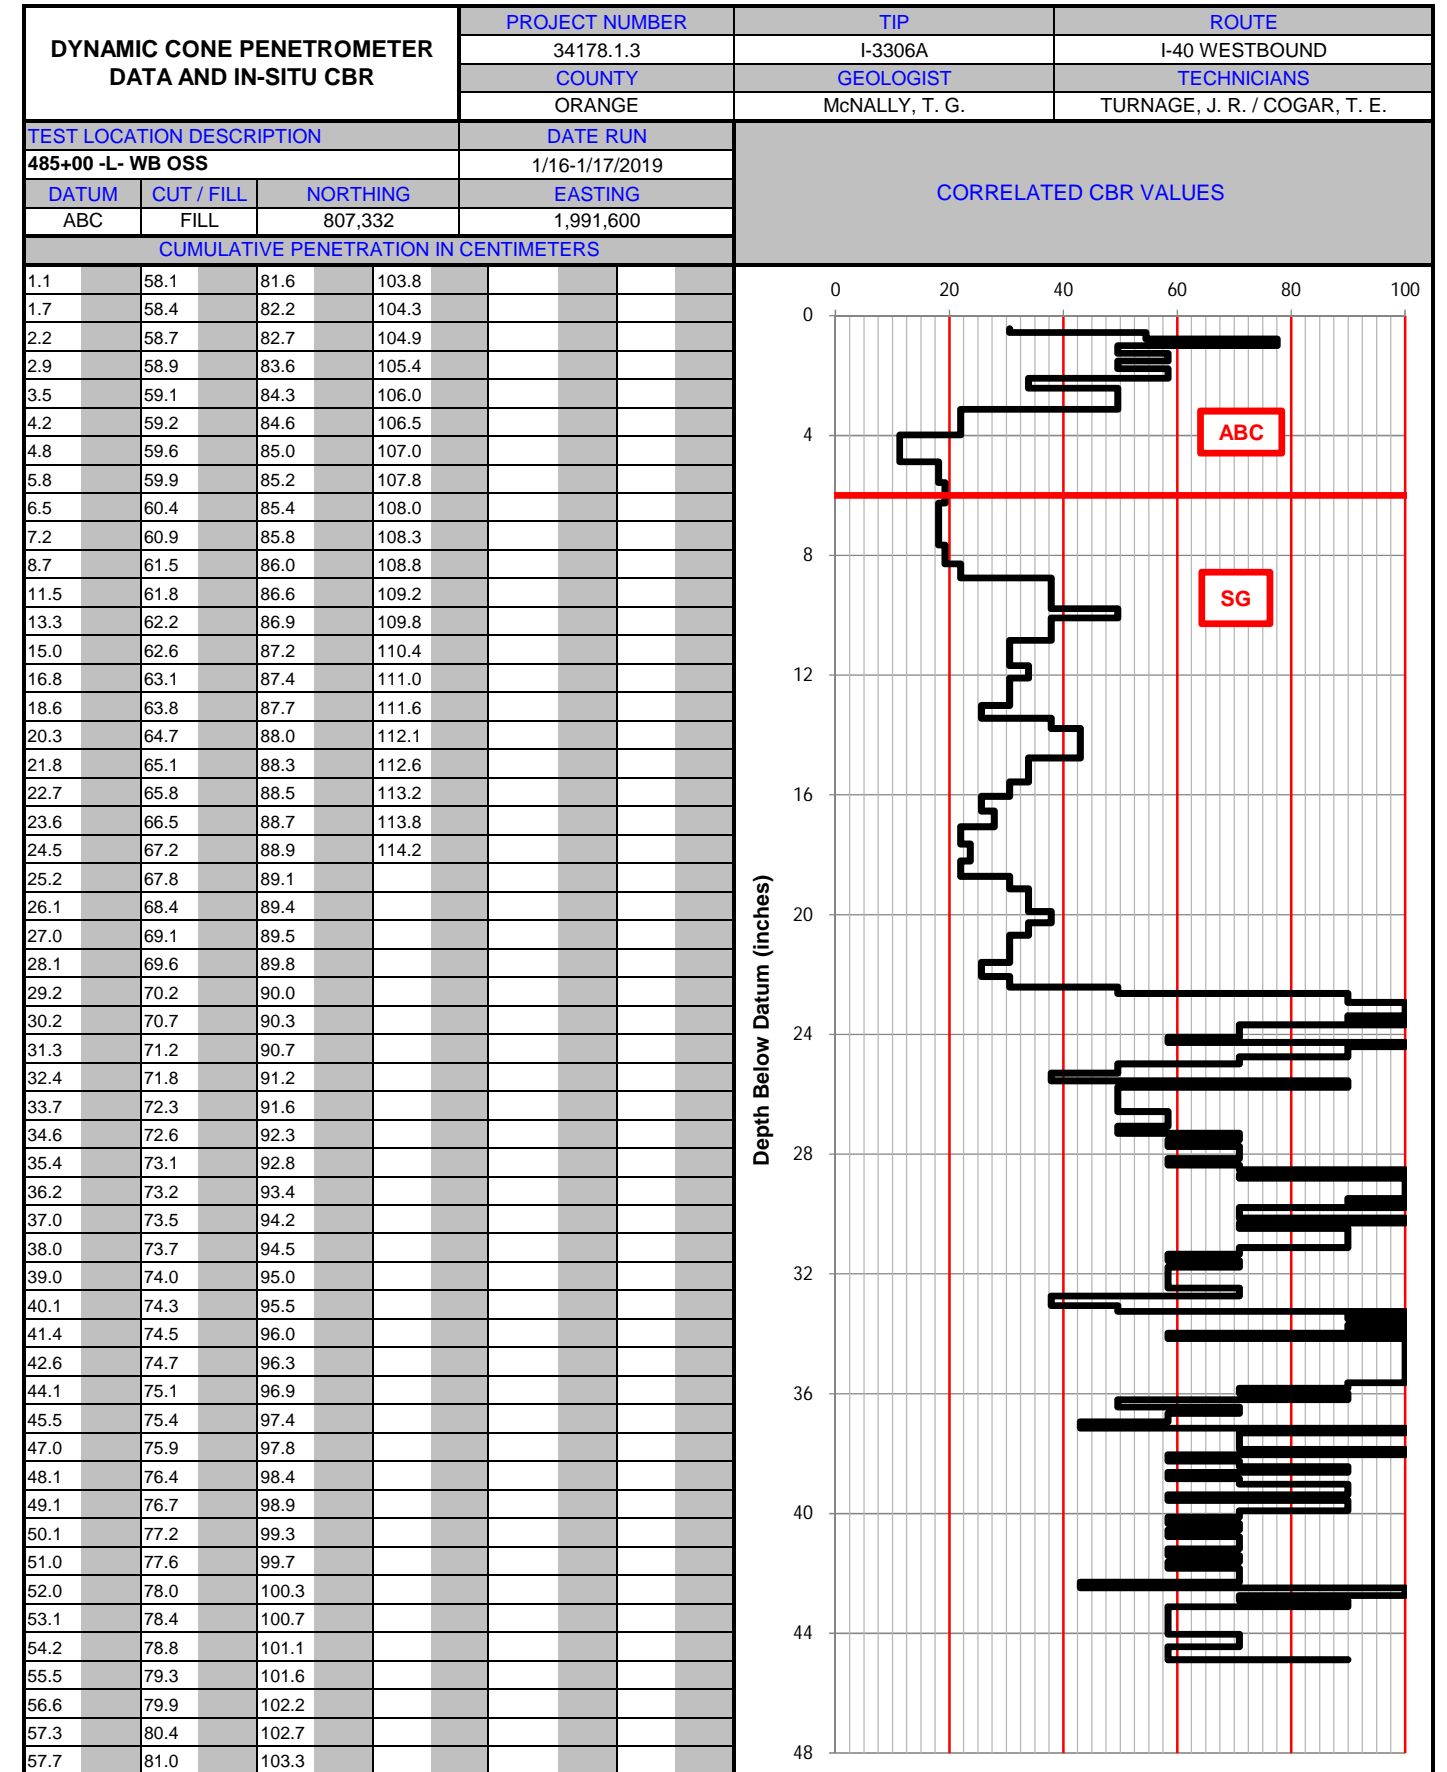 DYNAMIC CONE PENETROMETER
DATA AND IN-SITU CBR
PROJECT NUMBER TIP ROUTE
34178.1.3 I-3306A I-40 WESTBOUND
COUNTY GEOLOGIST TECHNICIANS
ORANGE McNALLY, T. G. TURNAGE, J. R. / COGAR, T. E.
TEST LOCATION DESCRIPTION DATE RUN
485+00 -L- WB OSS 1/16-1/17/2019
DATUM CUT / FILL NORTHING EASTING
ABC FILL 807,332 1,991,600
CUMULATIVE PENETRATION IN CENTIMETERS
CORRELATED CBR VALUES
1.1 58.1 81.6 103.8
1.7 58.4 82.2 104.3
2.2 58.7 82.7 104.9
2.9 58.9 83.6 105.4
3.5 59.1 84.3 106.0
4.2 59.2 84.6 106.5
4.8 59.6 85.0 107.0
5.8 59.9 85.2 107.8
6.5 60.4 85.4 108.0
7.2 60.9 85.8 108.3
8.7 61.5 86.0 108.8
11.5 61.8 86.6 109.2
13.3 62.2 86.9 109.8
15.0 62.6 87.2 110.4
16.8 63.1 87.4 111.0
18.6 63.8 87.7 111.6
20.3 64.7 88.0 112.1
21.8 65.1 88.3 112.6
22.7 65.8 88.5 113.2
23.6 66.5 88.7 113.8
24.5 67.2 88.9 114.2
25.2 67.8 89.1
26.1 68.4 89.4
27.0 69.1 89.5
28.1 69.6 89.8
29.2 70.2 90.0
30.2 70.7 90.3
31.3 71.2 90.7
32.4 71.8 91.2
33.7 72.3 91.6
34.6 72.6 92.3
35.4 73.1 92.8
36.2 73.2 93.4
37.0 73.5 94.2
38.0 73.7 94.5
39.0 74.0 95.0
40.1 74.3 95.5
41.4 74.5 96.0
42.6 74.7 96.3
44.1 75.1 96.9
45.5 75.4 97.4
47.0 75.9 97.8
48.1 76.4 98.4
49.1 76.7 98.9
50.1 77.2 99.3
51.0 77.6 99.7
52.0 78.0 100.3
53.1 78.4 100.7
54.2 78.8 101.1
55.5 79.3 101.6
56.6 79.9 102.2
57.3 80.4 102.7
57.7 81.0 103.3
0 20 40 60 80 100
0
4
8
12
16
20
24
28
32
36
40
44
48
Depth Below Datum (inches)
ABC
SG